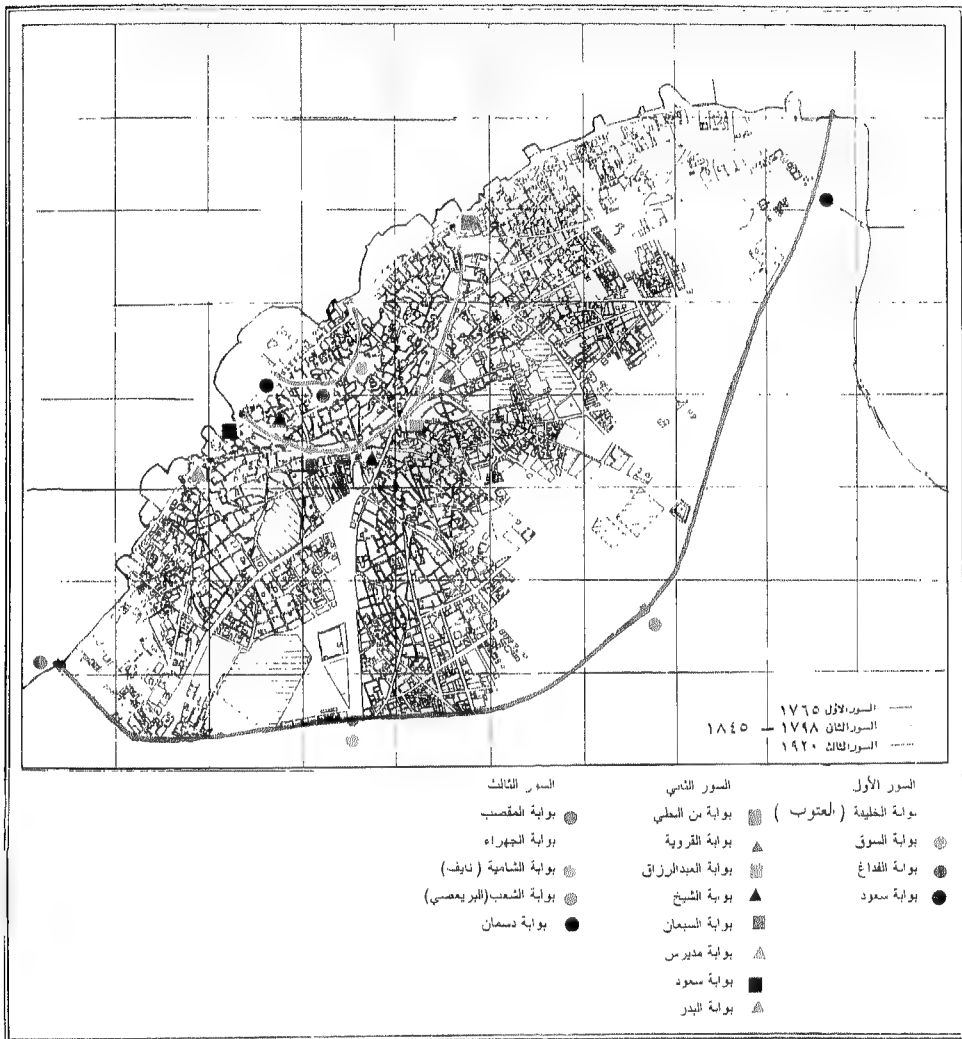 السور الأول ١٧٦٥
السور الثان ١٧٩٨ — ١٨٤٥
السور الثالث ١٩٢٠
السور الأول
بوابة الخليفة (العتوب)
بوابة السوق
بوابة الفداغ
بوابة سعود
السور الثاني
بوابة بن بطي
بوابة القروية
بوابة العبدالرزاق
بوابة الشيخ
بوابة السبعان
بوابة مديرس
بوابة سعود
بوابة البدر
السور الثالث
بوابة المقصب
بوابة الجهراء
بوابة الشامية (نايف)
بوابة الشعب (البريعصي)
بوابة دسمان